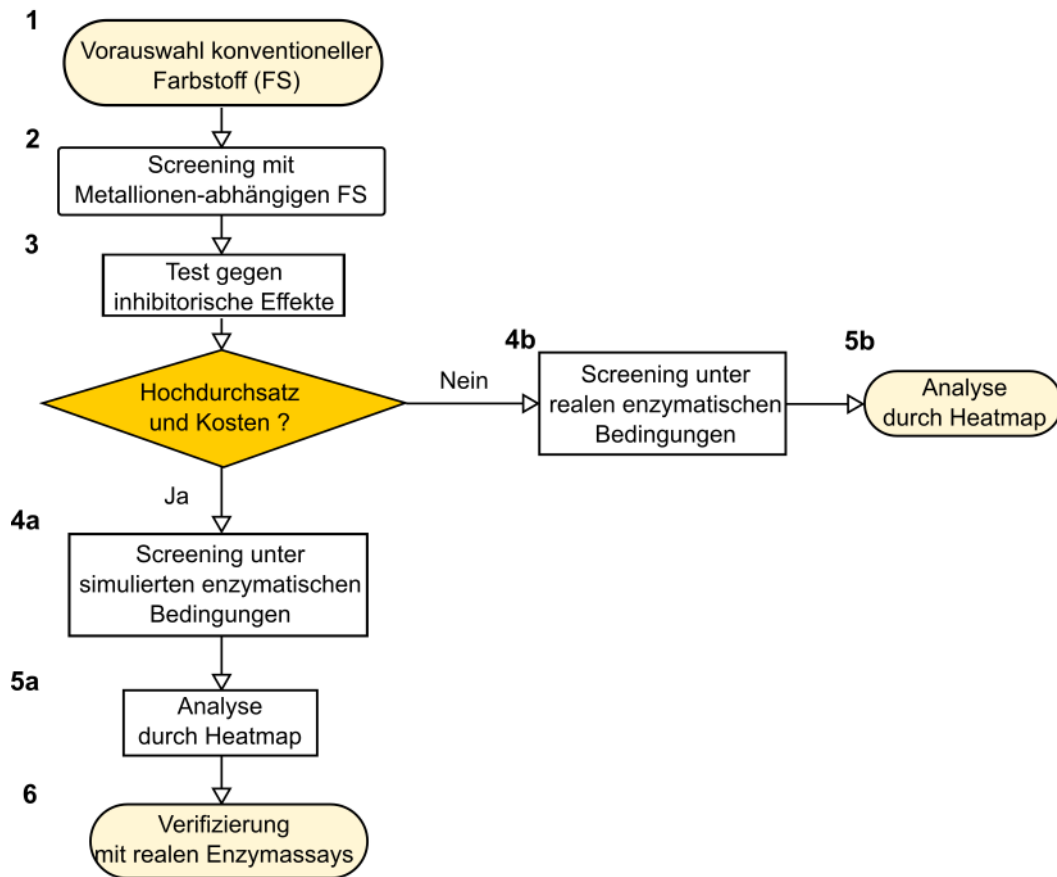 1
Vorauswahl konventioneller
Farbstoff (FS)
2
Screening mit
Metallionen-abhängigen FS
3
Test gegen
inhibitorische Effekte
Hochdurchsatz
und Kosten ?
Nein
4b
Screening unter
realen enzymatischen
Bedingungen
5b
Analyse
durch Heatmap
Ja
4a
Screening unter
simulierten enzymatischen
Bedingungen
5a
Analyse
durch Heatmap
6
Verifizierung
mit realen Enzymassays